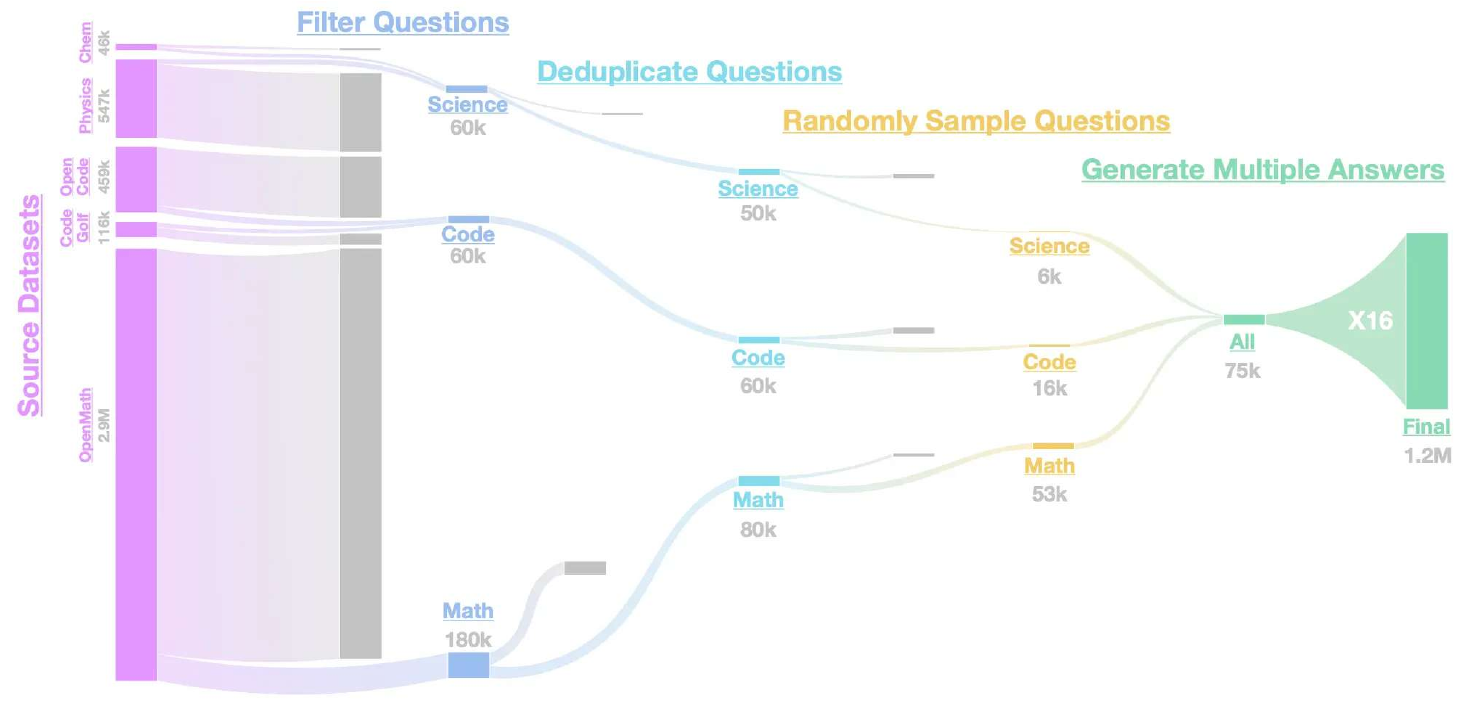 Source Datasets
Chem
46k
Physics
547k
Open
Code
459k
Code
Golf
116k
OpenMath
2.9M
Filter Questions
Science
60k
Code
60k
Math
180k
Deduplicate Questions
Science
50k
Code
60k
Math
80k
Randomly Sample Questions
Science
6k
Code
16k
Math
53k
Generate Multiple Answers
All
75k
X16
Final
1.2M